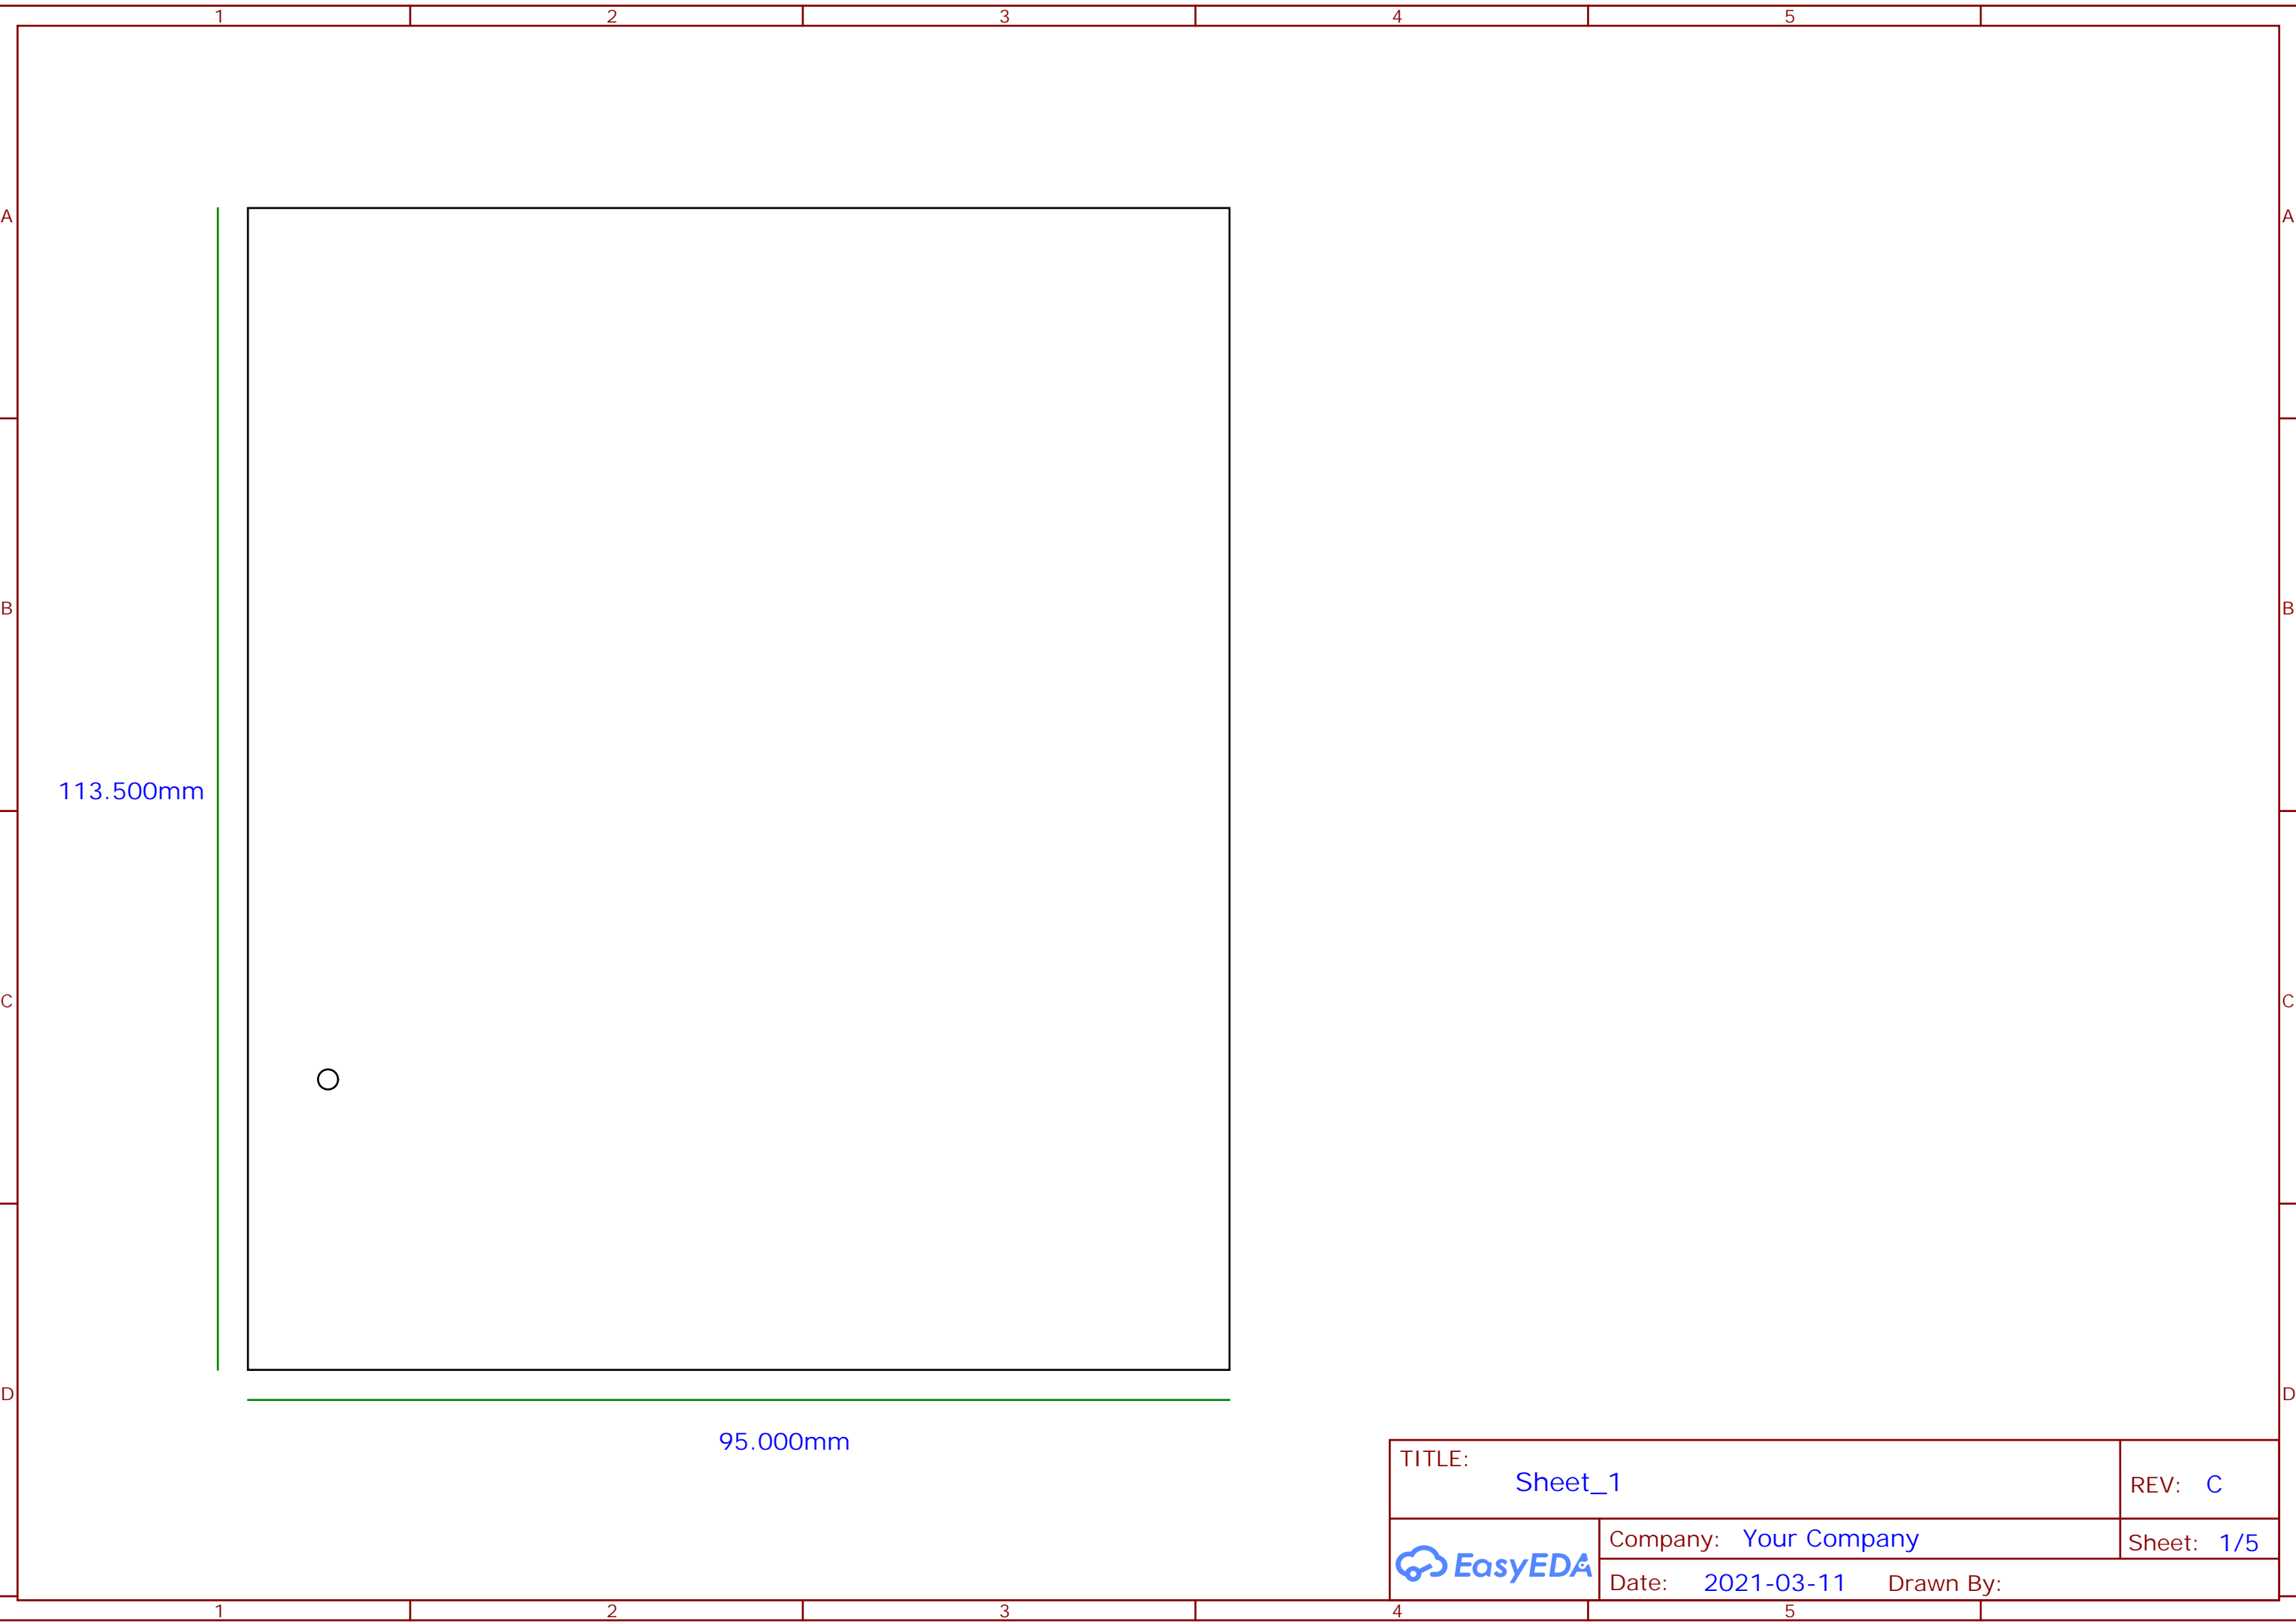 1 2 3 4 5
A A
B B
113.500mm
C C
D D
95.000mm
TITLE:
Sheet_1
REV: C
EasyEDA
Company: Your Company
Sheet: 1/5
Date: 2021-03-11 Drawn By:
1 2 3 4 5